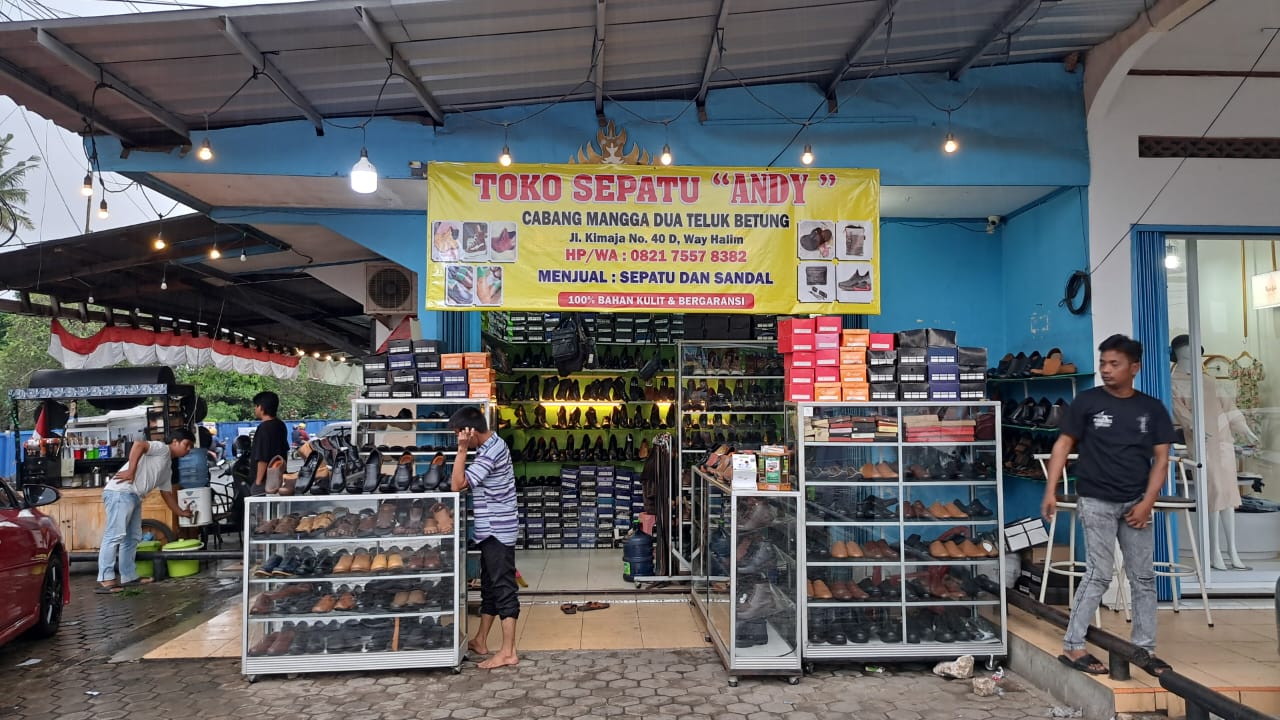 TOKO SEPATU “ANDY ”
CABANG MANGGA DUA TELUK BETUNG
Jl. Kimaja No. 40 D, Way Halim
HP/WA : 0821 7557 8382
MENJUAL : SEPATU DAN SANDAL
100% BAHAN KULIT & BERGARANSI